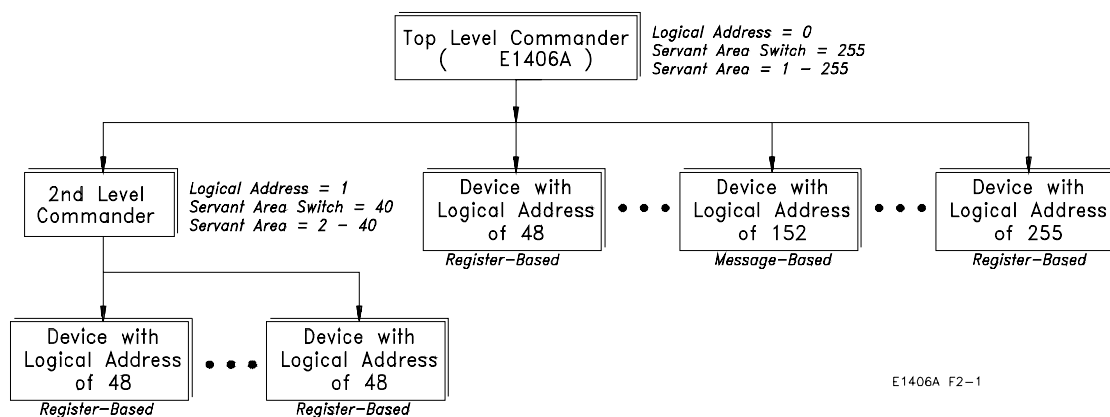 Top Level Commander
( E1406A )
Logical Address = 0
Servant Area Switch = 255
Servant Area = 1 - 255
2nd Level
Commander
Logical Address = 1
Servant Area Switch = 40
Servant Area = 2 - 40
Device with
Logical Address
of 48
Register-Based
Device with
Logical Address
of 152
Message-Based
Device with
Logical Address
of 255
Register-Based
Device with
Logical Address
of 48
Register-Based
Device with
Logical Address
of 48
Register-Based
E1406A F2-1